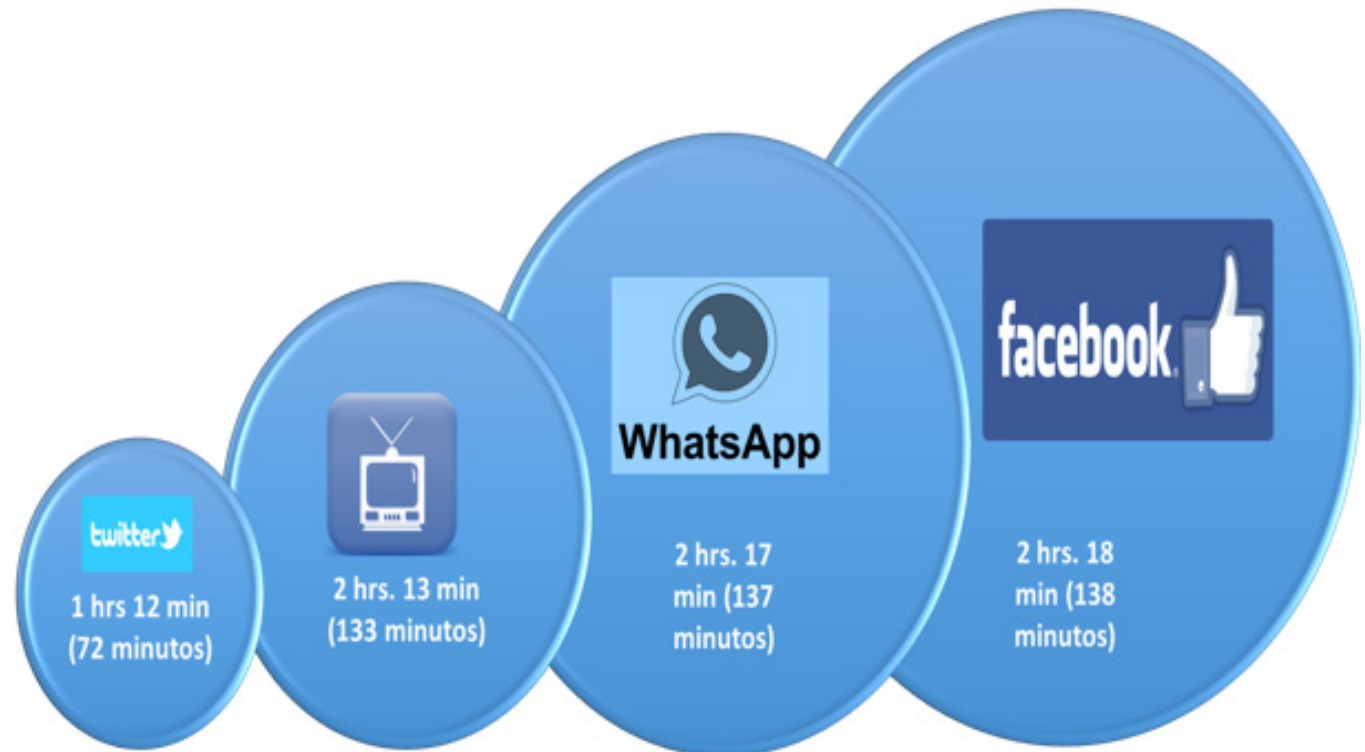 twitter
1 hrs 12 min
(72 minutos)
2 hrs. 13 min
(133 minutos)
WhatsApp
2 hrs. 17
min (137
minutos)
facebook
2 hrs. 18
min (138
minutos)